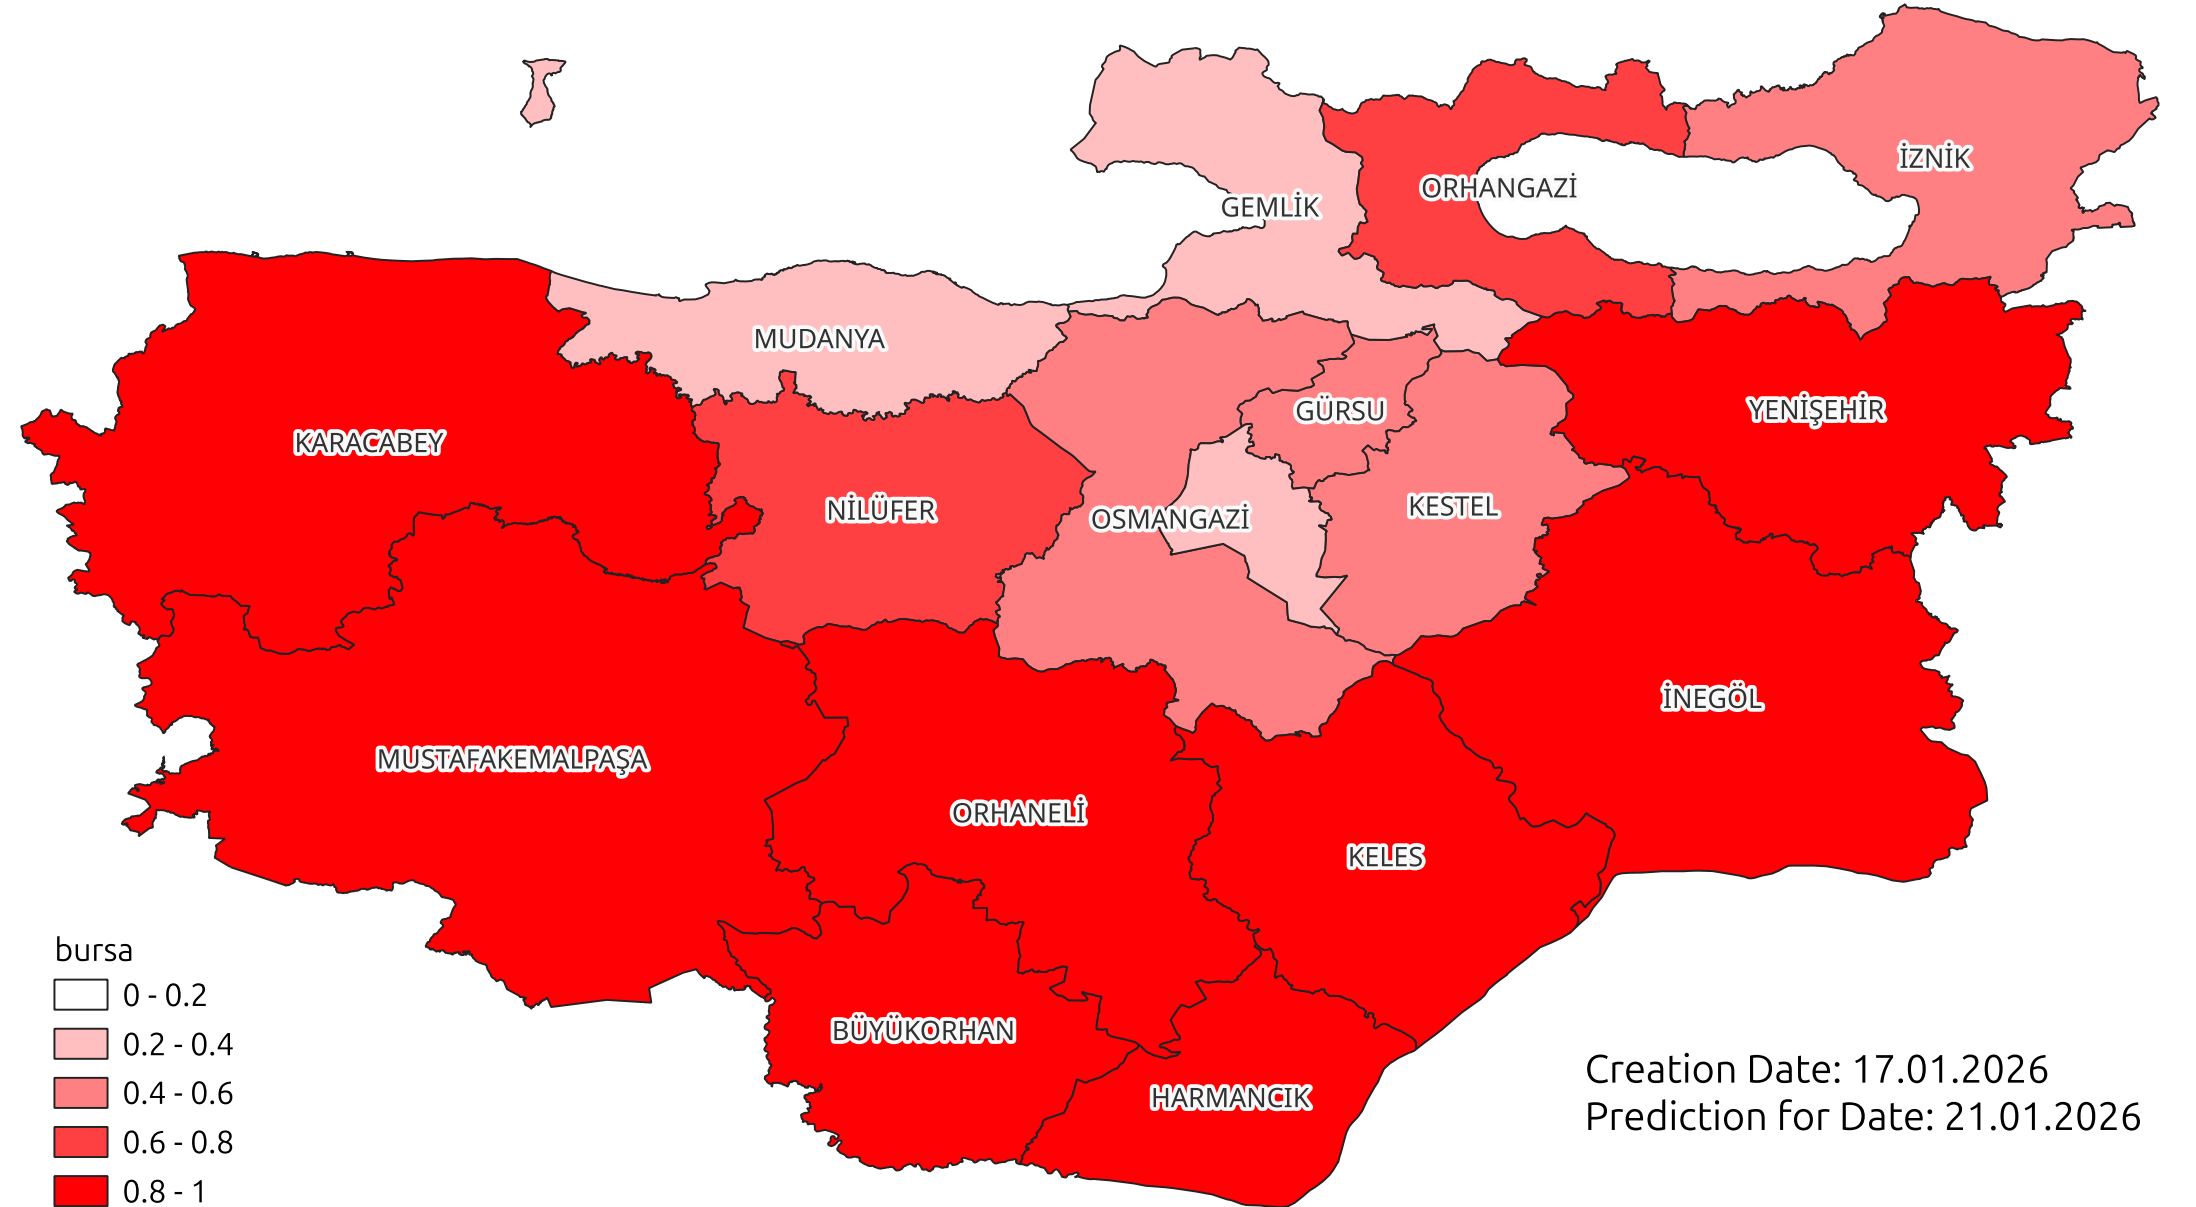 İZNİK
ORHANGAZİ
GEMLİK
MUDANYA
GÜRSU
YENİŞEHİR
KARACABEY
NİLÜFER
OSMANGAZİ
KESTEL
İNEGÖL
MUSTAFAKEMALPAŞA
ORHANELİ
KELES
BÜYÜKORHAN
HARMANCIK
bursa
0 - 0.2
0.2 - 0.4
0.4 - 0.6
0.6 - 0.8
0.8 - 1
Creation Date: 17.01.2026
Prediction for Date: 21.01.2026